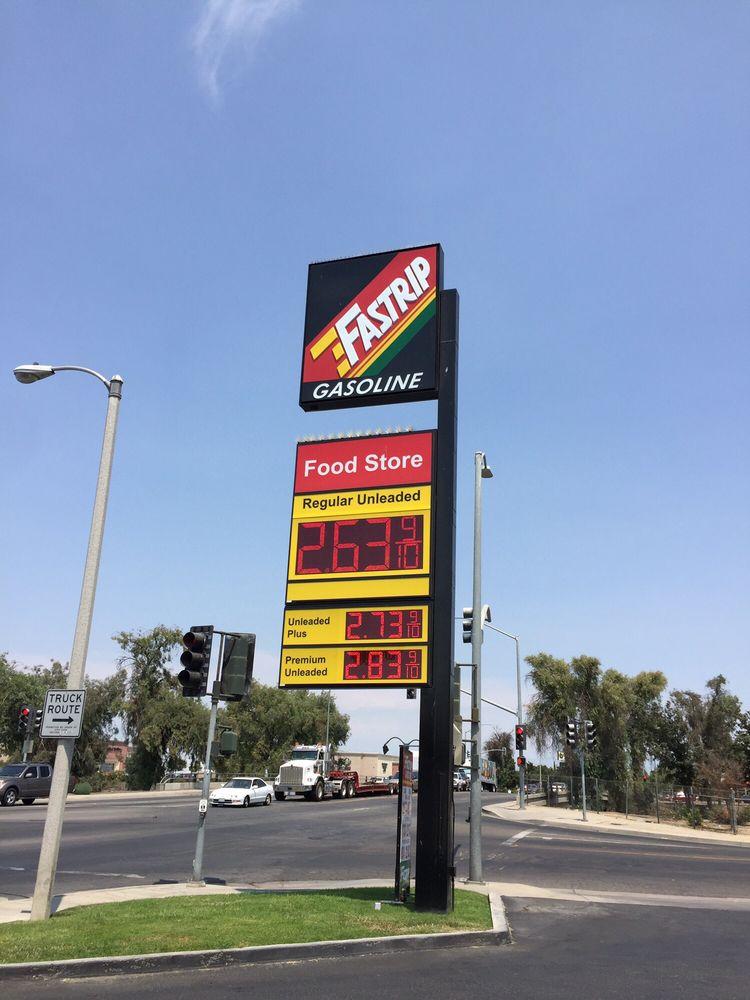 FASTRIP
GASOLINE
Food Store
Regular Unleaded
2.63 9/10
Unleaded
Plus
2.73 9/10
Premium
Unleaded
2.83 9/10
TRUCK
ROUTE